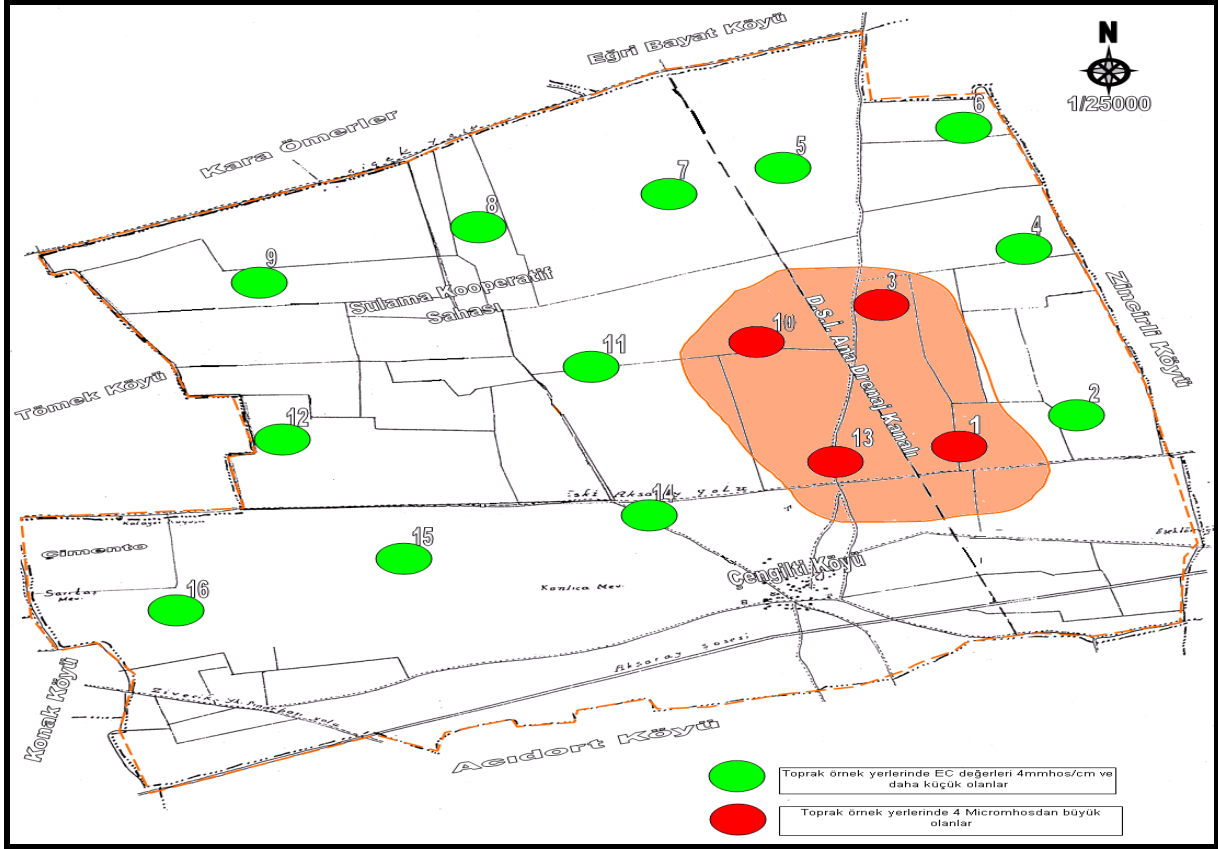 Eğri Bayat Köyü
N
1/25000
Kara Ömerler
6
5
7
8
4
9
3
Sulama Kooperatif
Sahası
Zincirli Köyü
10
D.S.İ. Ana Drenaj Kanalı
11
Tömek Köyü
2
12
1
13
Eski Aksaray yolu
14
Çimento
15
Çengilti Köyü
Sarıtaş
Mev.
Kanlıca Mev.
16
Aksaray şosesi
Konak Köyü
Acıdort Köyü
Toprak örnek yerlerinde EC değerleri 4mmhos/cm ve
daha küçük olanlar
Toprak örnek yerlerinde 4 Micromhosdan büyük
olanlar